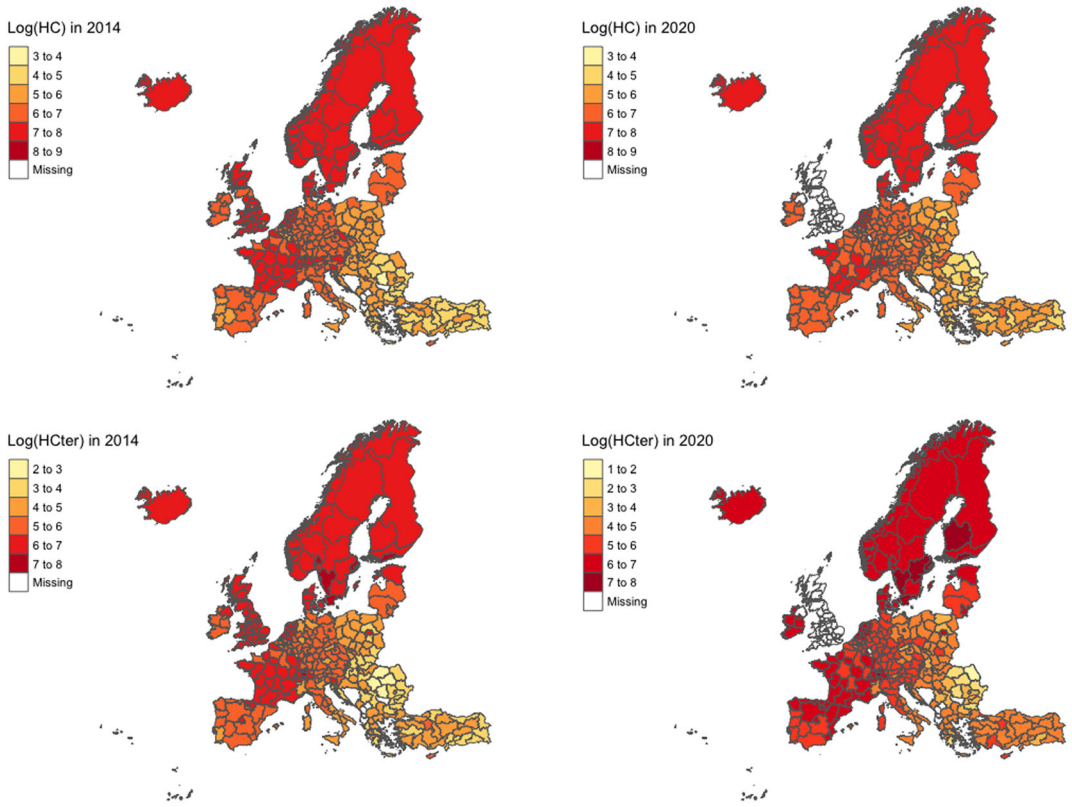 Log(HC) in 2014
3 to 4
4 to 5
5 to 6
6 to 7
7 to 8
8 to 9
Missing
Log(HC) in 2020
3 to 4
4 to 5
5 to 6
6 to 7
7 to 8
8 to 9
Missing
Log(HCter) in 2014
2 to 3
3 to 4
4 to 5
5 to 6
6 to 7
7 to 8
Missing
Log(HCter) in 2020
1 to 2
2 to 3
3 to 4
4 to 5
5 to 6
6 to 7
7 to 8
Missing